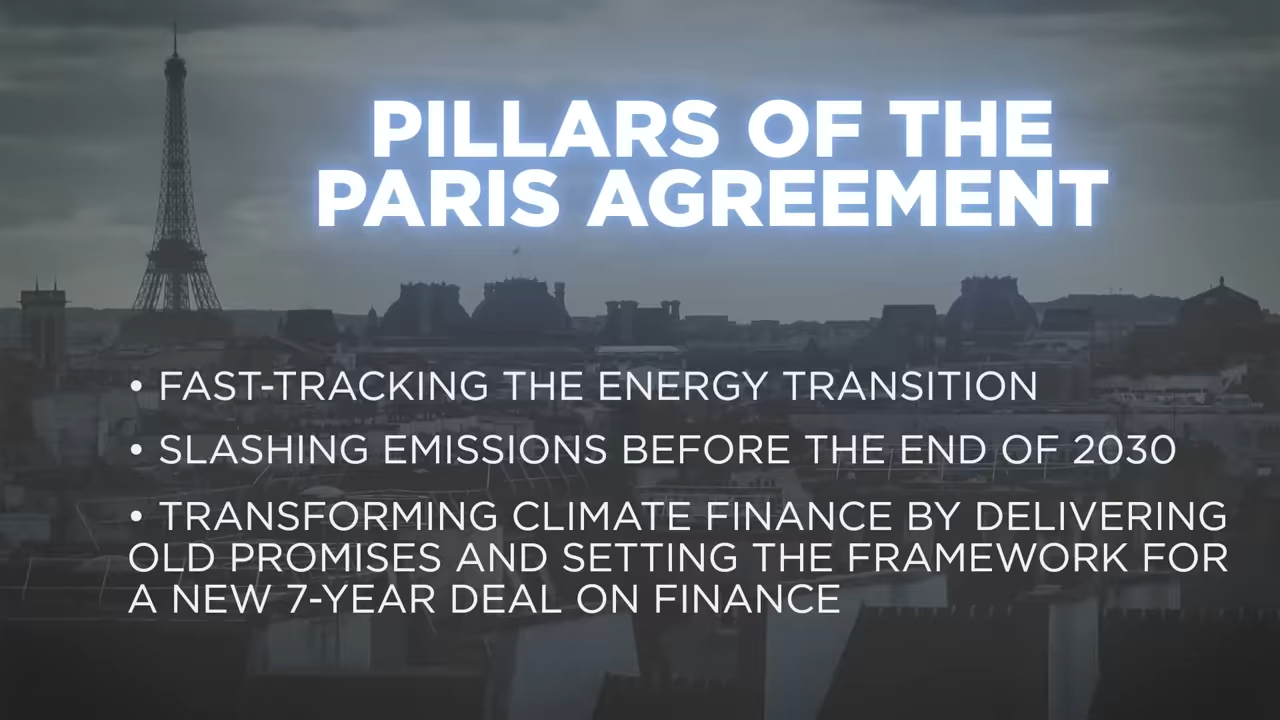 PILLARS OF THE
PARIS AGREEMENT
• FAST-TRACKING THE ENERGY TRANSITION
• SLASHING EMISSIONS BEFORE THE END OF 2030
• TRANSFORMING CLIMATE FINANCE BY DELIVERING
OLD PROMISES AND SETTING THE FRAMEWORK FOR
A NEW 7-YEAR DEAL ON FINANCE